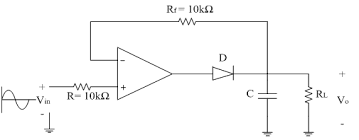 Rf= 10kΩ
D
+
−
+
+
Vin
R= 10kΩ
-
C
RL
Vo
-